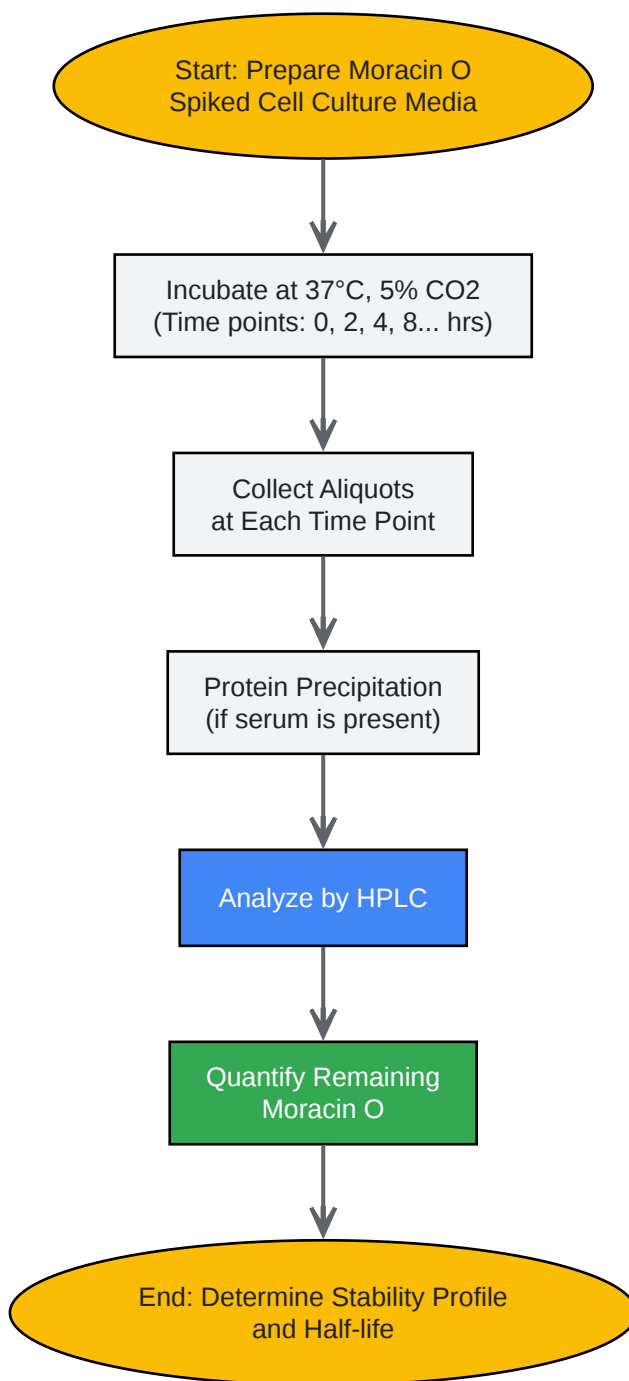 Start: Prepare Moracin O
Spiked Cell Culture Media
Incubate at 37°C, 5% CO2
(Time points: 0, 2, 4, 8... hrs)
Collect Aliquots
at Each Time Point
Protein Precipitation
(if serum is present)
Analyze by HPLC
Quantify Remaining
Moracin O
End: Determine Stability Profile
and Half-life